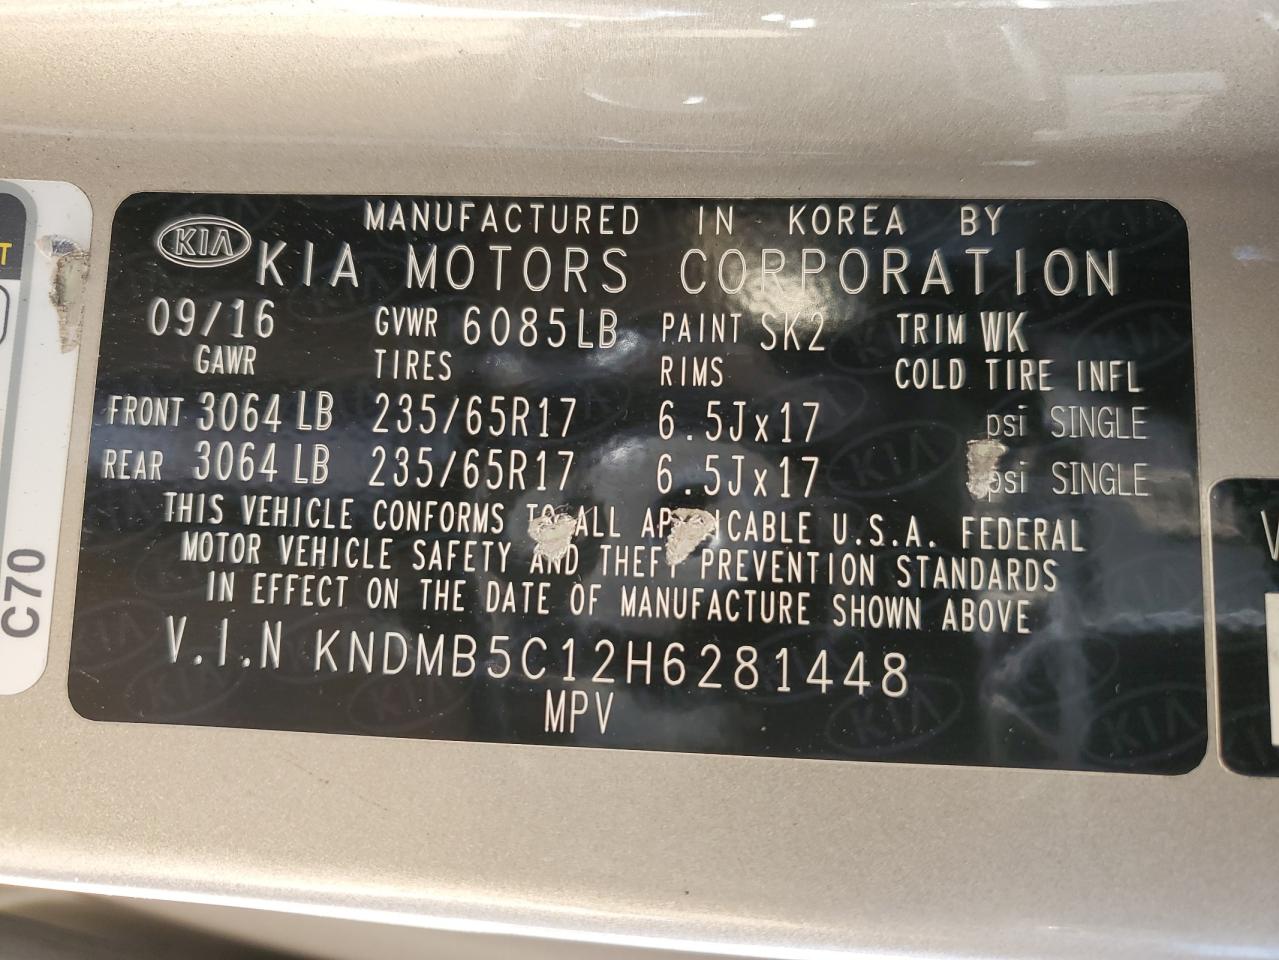 MANUFACTURED IN KOREA BY
KIA
KIA MOTORS CORPORATION
09/16 GVWR 6085LB PAINT SK2 TRIM WK
GAWR TIRES RIMS COLD TIRE INFL
FRONT 3064 LB 235/65R17 6.5Jx17 psi SINGLE
REAR 3064 LB 235/65R17 6.5Jx17 psi SINGLE
THIS VEHICLE CONFORMS TO ALL APPLICABLE U.S.A. FEDERAL
MOTOR VEHICLE SAFETY AND THEFT PREVENTION STANDARDS
IN EFFECT ON THE DATE OF MANUFACTURE SHOWN ABOVE
V.I.N KNDMB5C12H6281448
MPV
C70